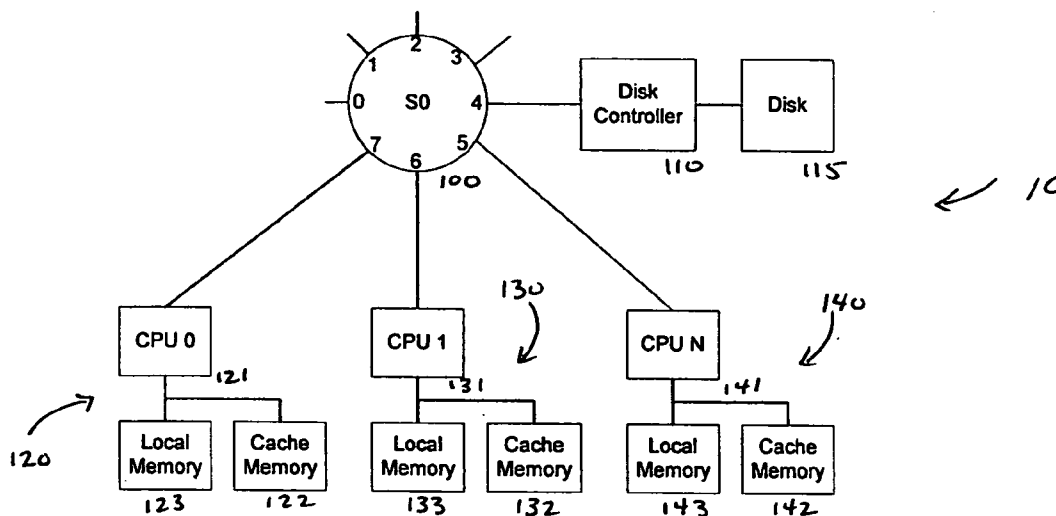 2
1
3
0
S0
4
7
5
6
100
Disk
Controller
110
Disk
115
10
130
140
CPU 0
121
CPU 1
131
CPU N
141
120
Local
Memory
123
Cache
Memory
122
Local
Memory
133
Cache
Memory
132
Local
Memory
143
Cache
Memory
142